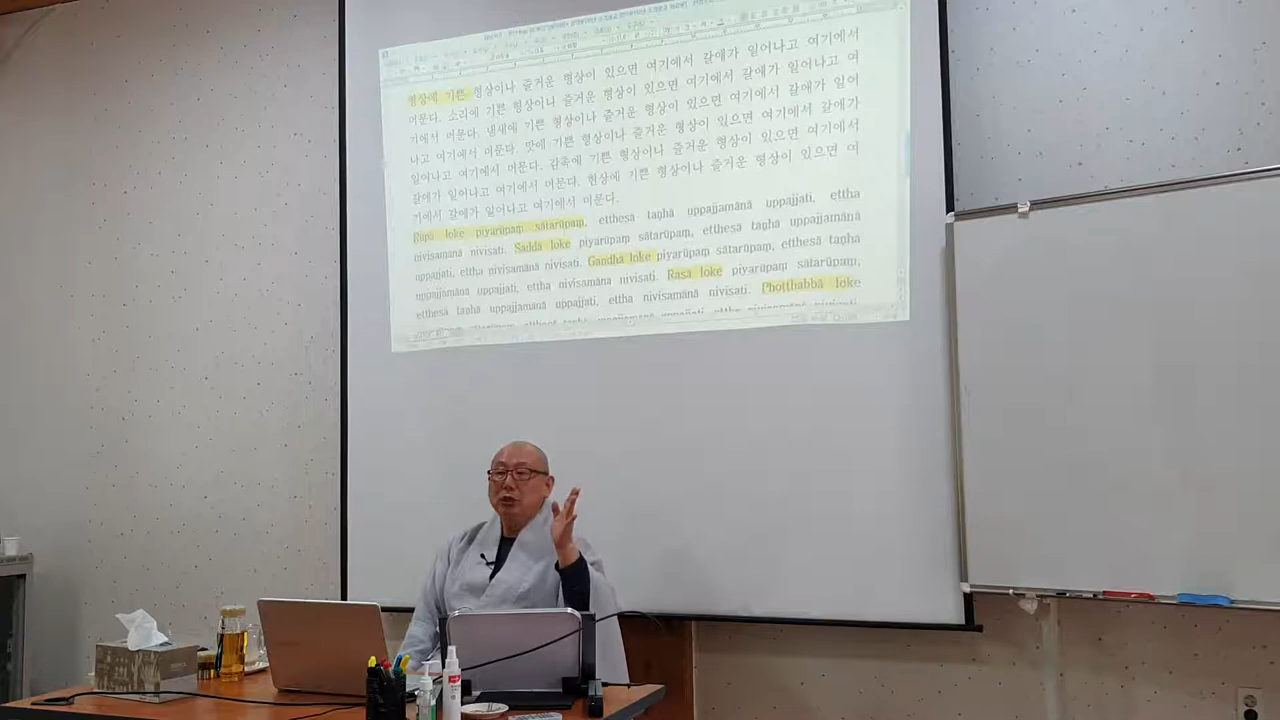 형상에 기쁜 형상이나 즐거운 형상이 있으면 여기에서 갈애가 일어나고 여기에서
머문다. 소리에 기쁜 형상이나 즐거운 형상이 있으면 여기에서 갈애가 일어나고 여
기에서 머문다. 냄새에 기쁜 형상이나 즐거운 형상이 있으면 여기에서 갈애가 일어
나고 여기에서 머문다. 맛에 기쁜 형상이나 즐거운 형상이 있으면 여기에서 갈애가
일어나고 여기에서 머문다. 감촉에 기쁜 형상이나 즐거운 형상이 있으면 여기에서
갈애가 일어나고 여기에서 머문다. 현상에 기쁜 형상이나 즐거운 형상이 있으면 여
기에서 갈애가 일어나고 여기에서 머문다.
Rūpā loke piyarūpaṃ sātarūpaṃ, etthesā taṇhā uppajjamānā uppajjati, ettha
nivisamānā nivisati. Saddā loke piyarūpaṃ sātarūpaṃ, etthesā taṇhā uppajjamānā
uppajjati, ettha nivisamānā nivisati. Gandhā loke piyarūpaṃ sātarūpaṃ, etthesā taṇhā
uppajjamānā uppajjati, ettha nivisamānā nivisati. Rasā loke piyarūpaṃ sātarūpaṃ,
etthesā taṇhā uppajjamānā uppajjati, ettha nivisamānā nivisati. Phoṭṭhabbā loke